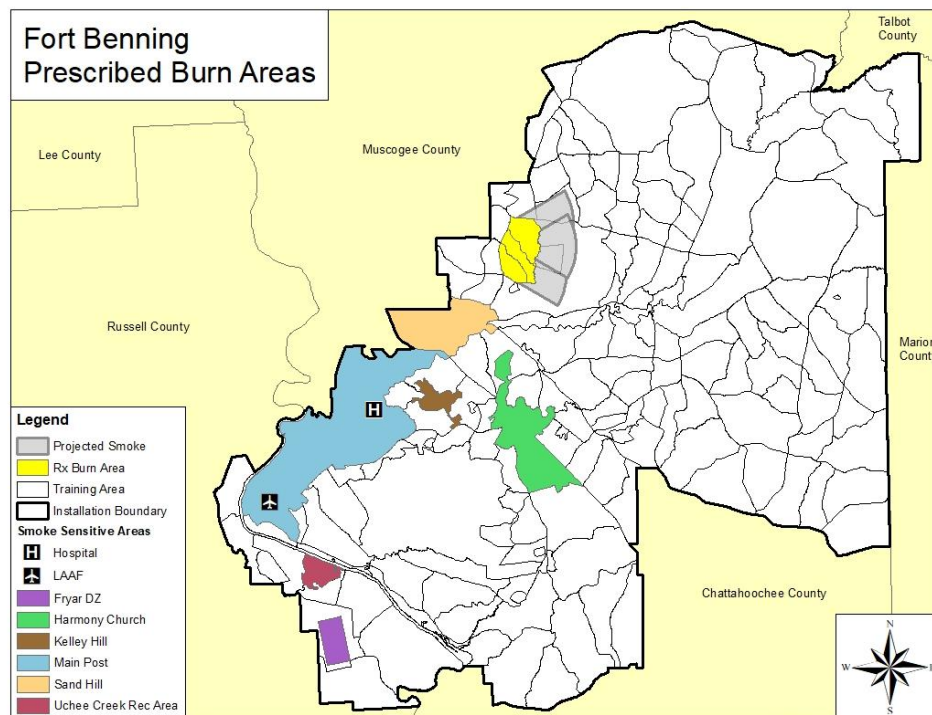 Fort Benning
Prescribed Burn Areas
Talbot
County
Lee County
Muscogee County
Russell County
Marion
County
Chattahoochee County
H
Legend
Projected Smoke
Rx Burn Area
Training Area
Installation Boundary
Smoke Sensitive Areas
H Hospital
LAAF
Fryar DZ
Harmony Church
Kelley Hill
Main Post
Sand Hill
Uchee Creek Rec Area
N
W E
S